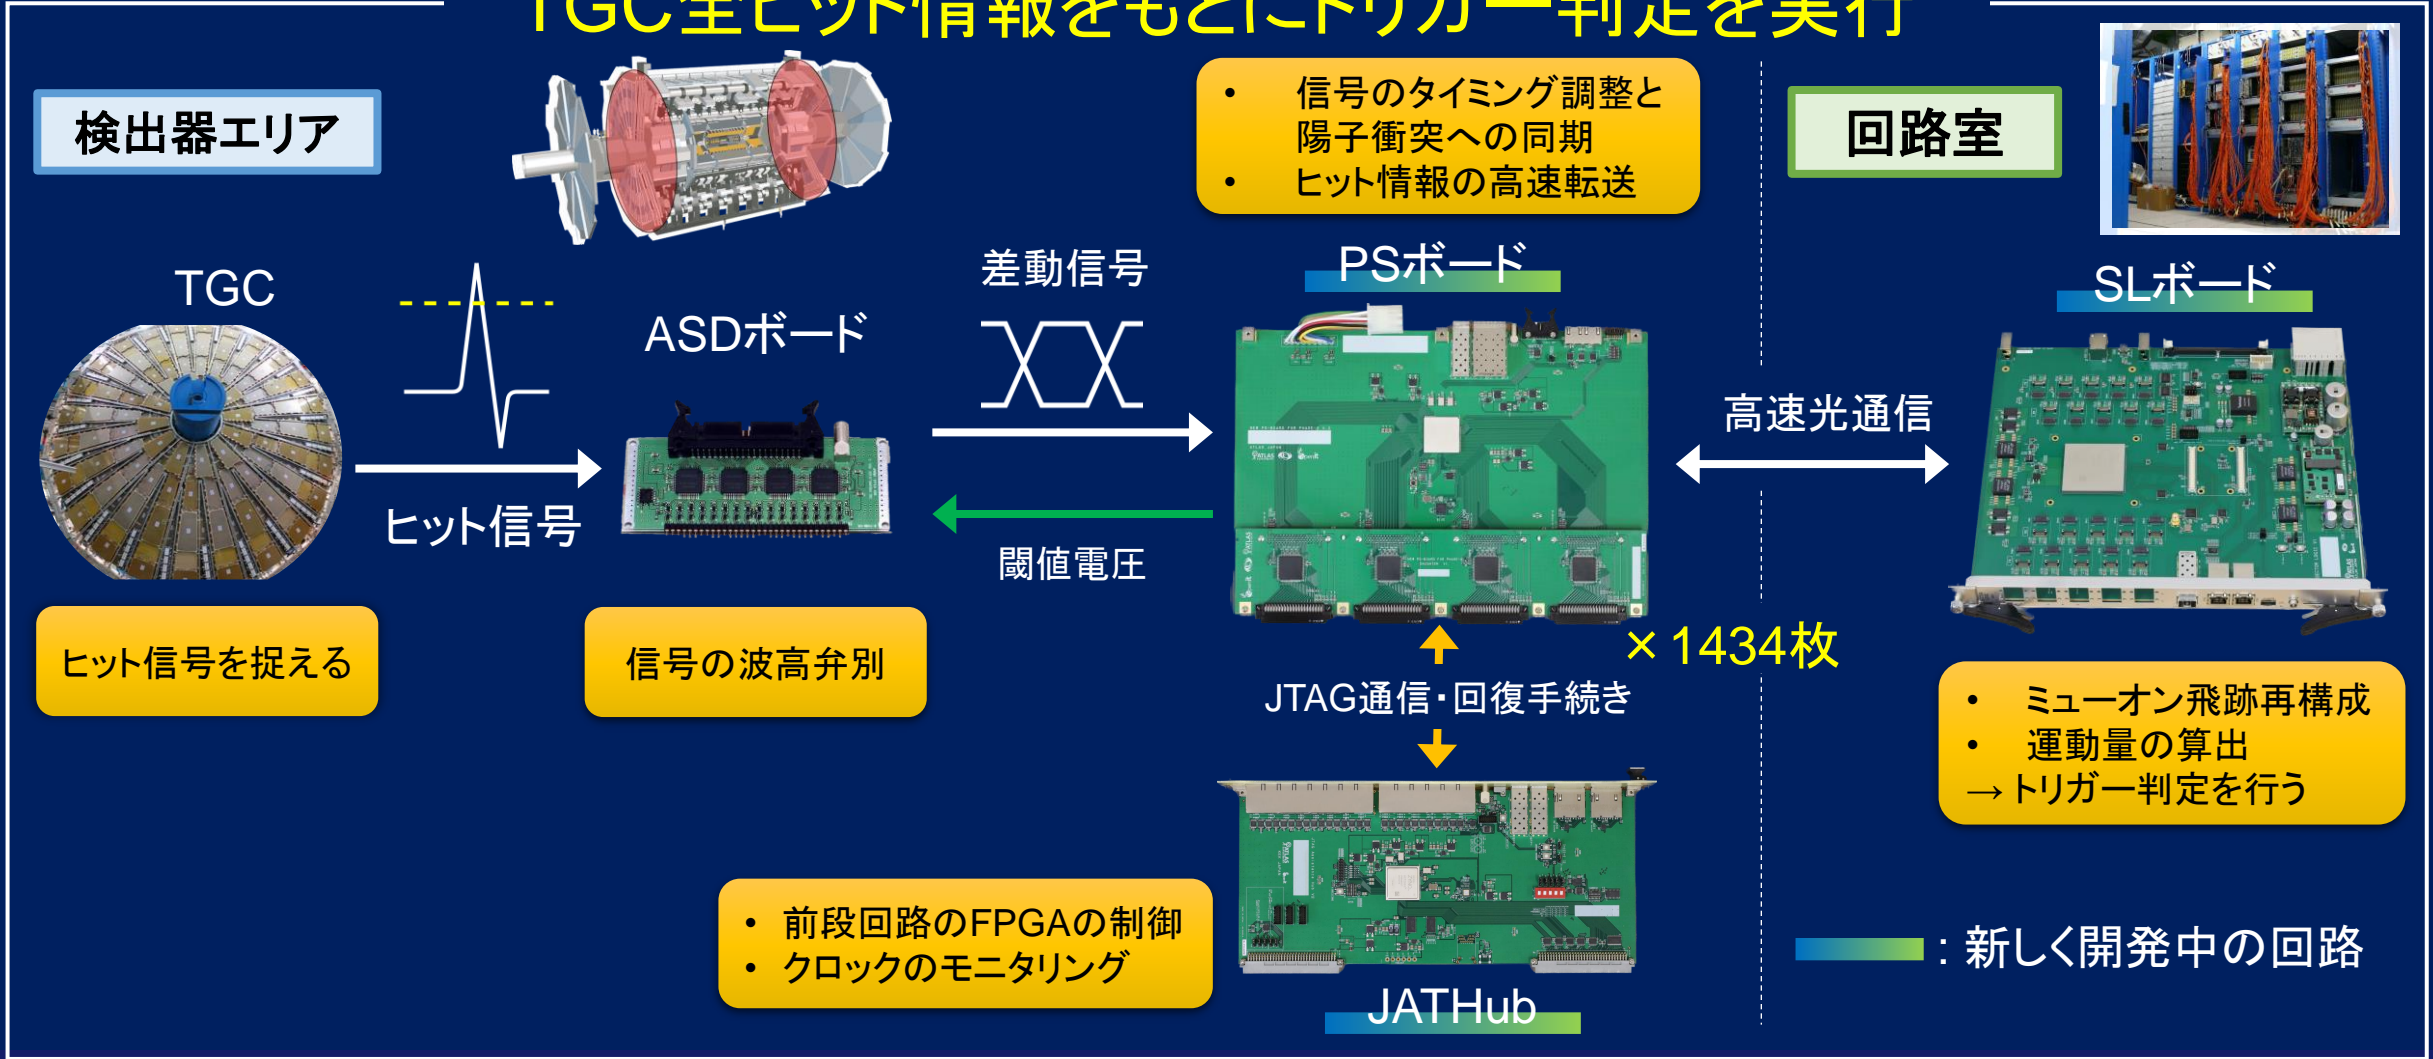 TGC全ヒット情報をもとにトリガー判定を実行
検出器エリア
• 信号のタイミング調整と
陽子衝突への同期
• ヒット情報の高速転送
回路室
TGC
ASDボード
差動信号
PSボード
SLボード
高速光通信
ヒット信号
閾値電圧
ヒット信号を捉える
信号の波高弁別
×1434枚
JTAG通信・回復手続き
• ミューオン飛跡再構成
• 運動量の算出
→トリガー判定を行う
• 前段回路のFPGAの制御
• クロックのモニタリング
: 新しく開発中の回路
JATHub